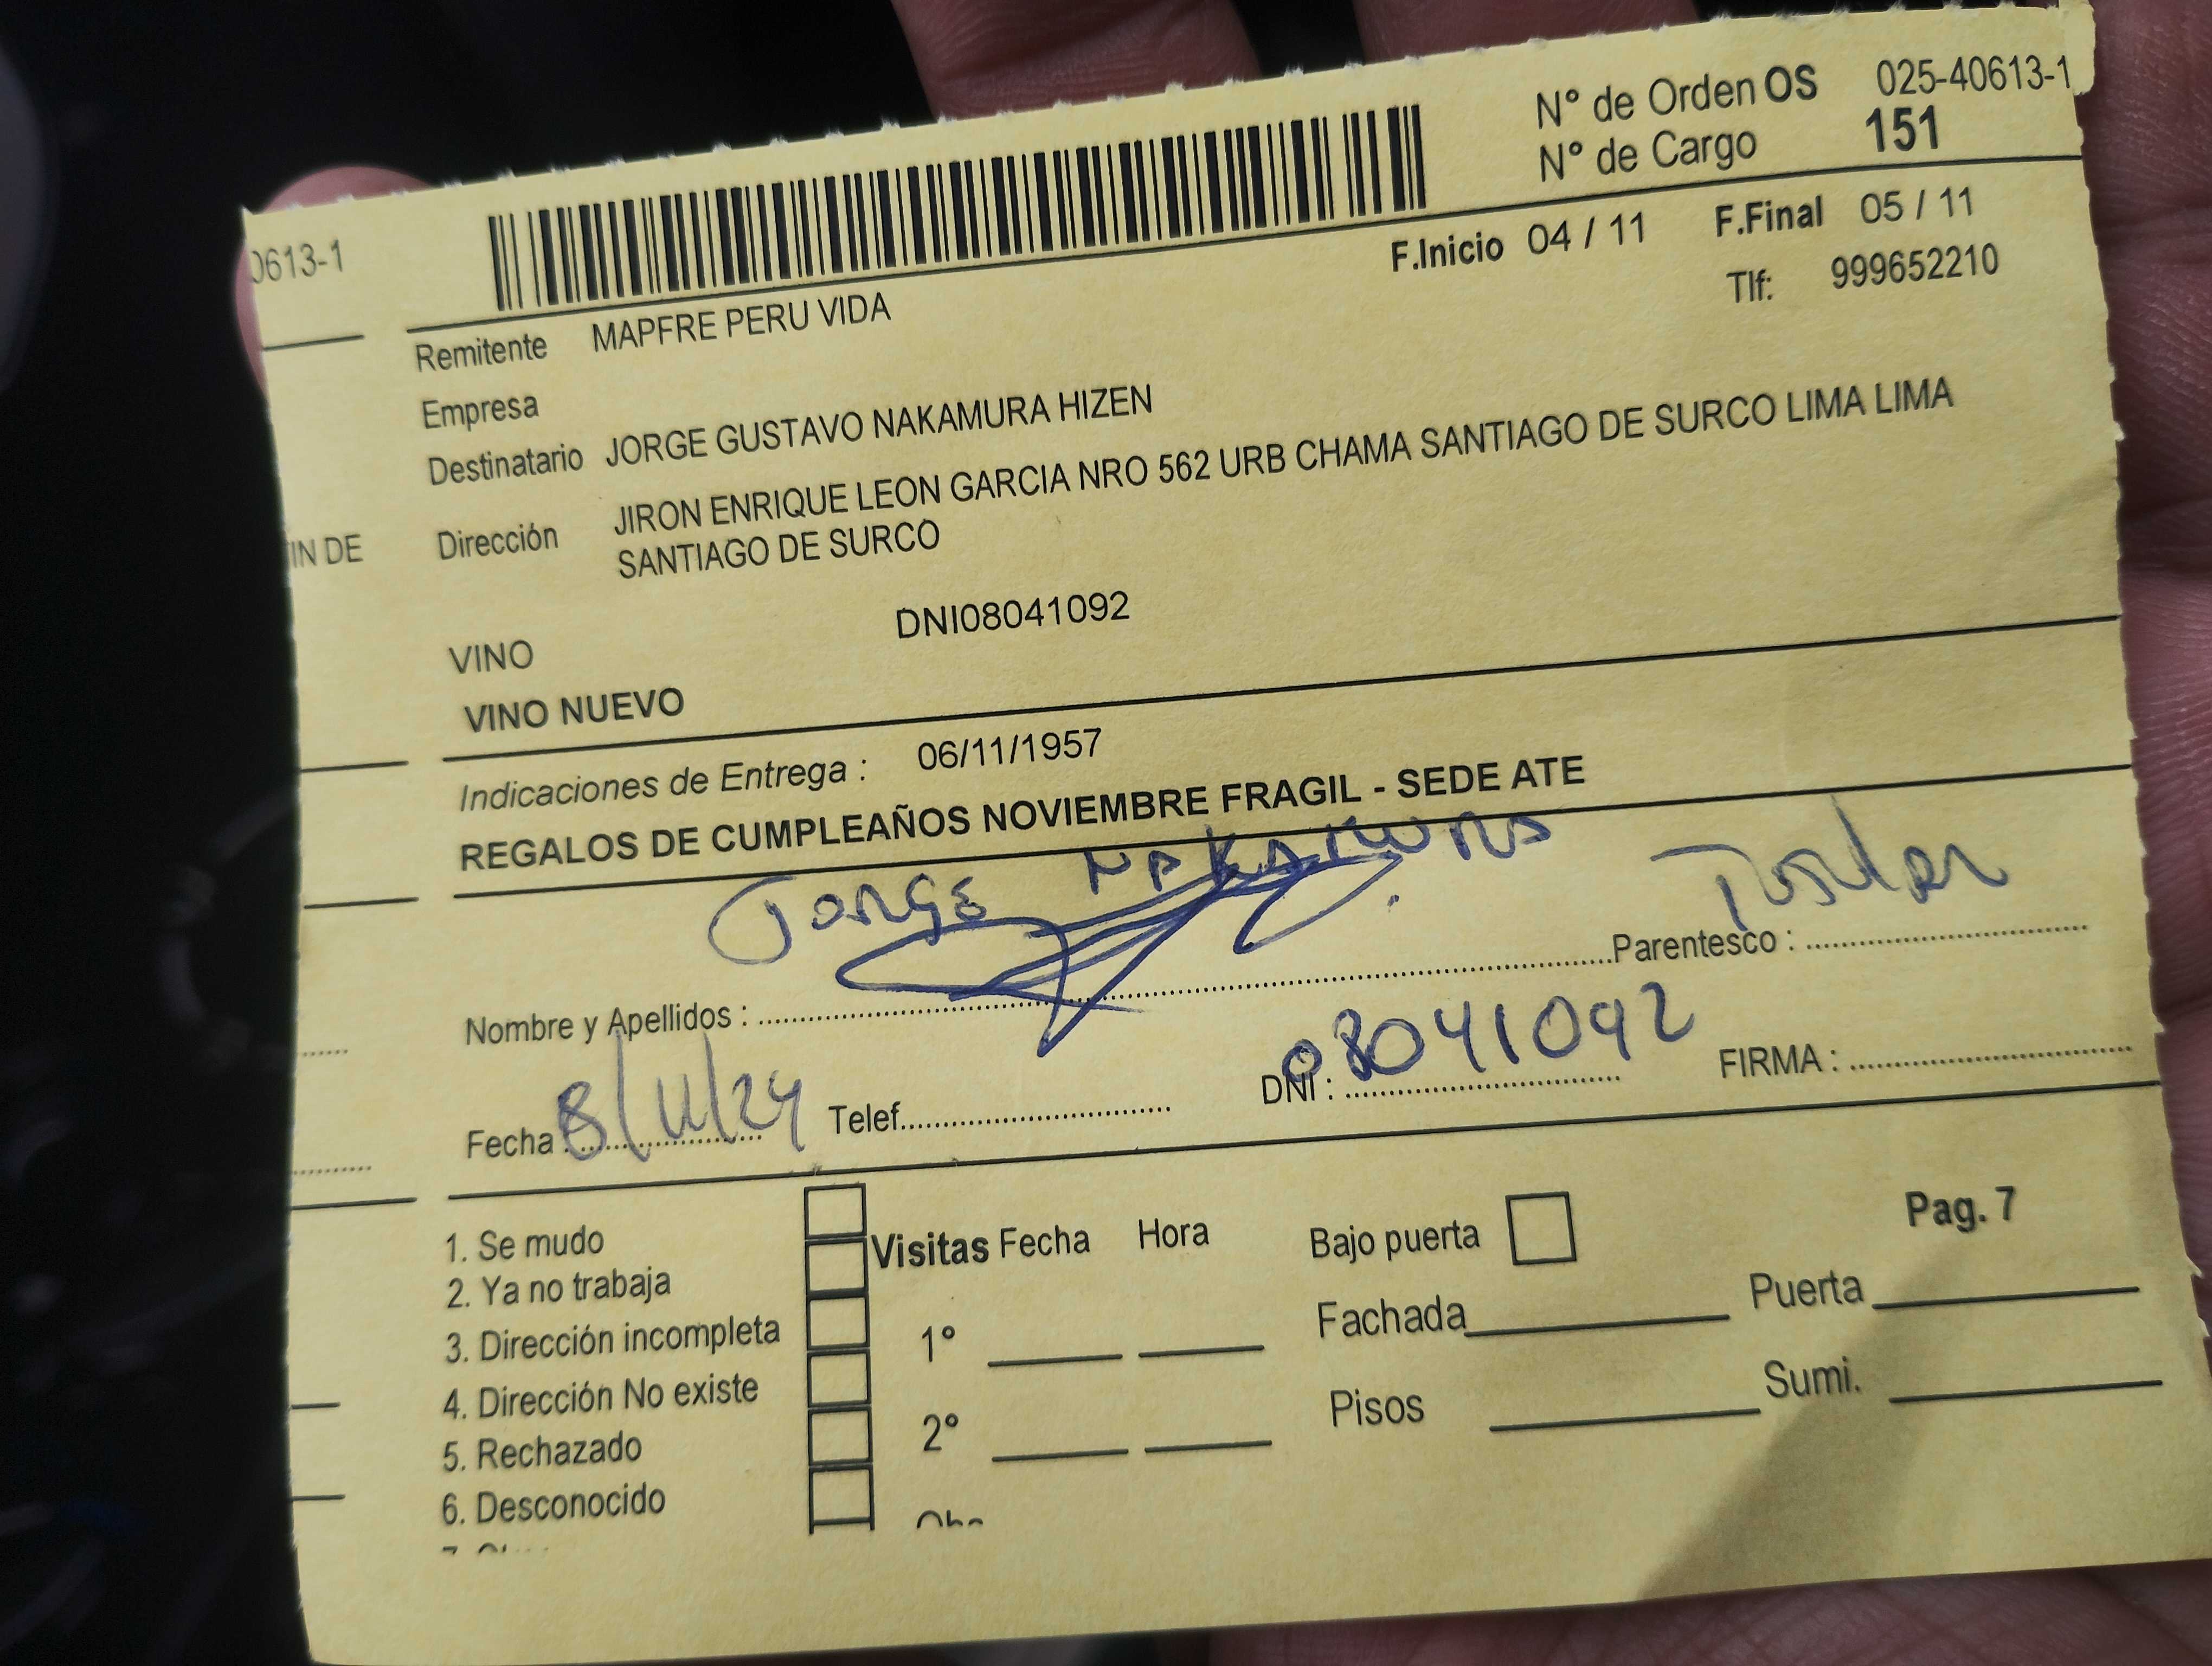 N° de Orden OS 025-40613-1
N° de Cargo 151
0613-1
F.Inicio 04 / 11 F.Final 05 / 11
Tlf: 999652210
Remitente MAPFRE PERU VIDA
Empresa
Destinatario JORGE GUSTAVO NAKAMURA HIZEN
IN DE
Dirección JIRON ENRIQUE LEON GARCIA NRO 562 URB CHAMA SANTIAGO DE SURCO LIMA LIMA
SANTIAGO DE SURCO
VINO DNI08041092
VINO NUEVO
Indicaciones de Entrega : 06/11/1957
REGALOS DE CUMPLEAÑOS NOVIEMBRE FRAGIL - SEDE ATE
JORGE NAKAMURA
Nombre y Apellidos : Parentesco :
Fecha : 8/11/24 Telef. DNI : 08041092 FIRMA :
1. Se mudo
2. Ya no trabaja
3. Dirección incompleta
4. Dirección No existe
5. Rechazado
6. Desconocido
Visitas Fecha Hora
1°
2°
Bajo puerta Pag. 7
Fachada Puerta
Pisos Sumi.